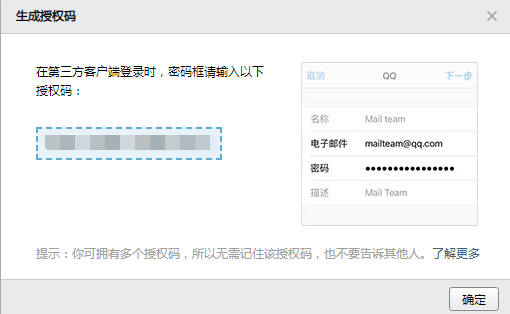 生成授权码
在第三方客户端登录时，密码框请输入以下
授权码：
取消 QQ 下一步
名称 Mail team
电子邮件 mailteam@qq.com
密码 ●●●●●●●●●●●●●●●●
描述 Mail Team
提示：你可拥有多个授权码，所以无需记住该授权码，也不要告诉其他人。了解更多
确定